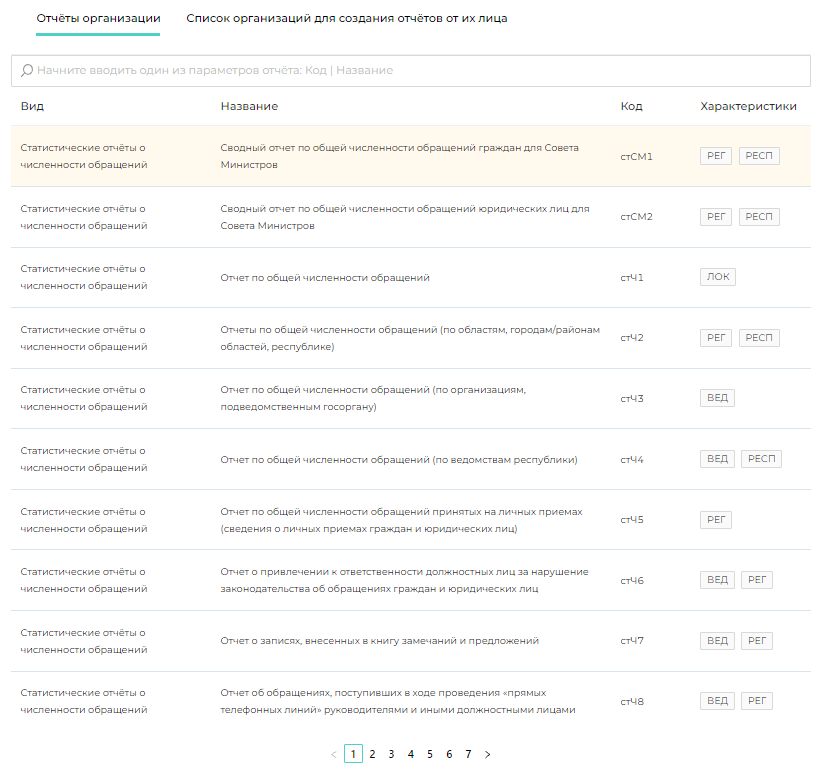 Отчёты организации Список организаций для создания отчётов от их лица
Начните вводить один из параметров отчёта: Код | Название
Вид Название Код Характеристики
Статистические отчёты о численности обращений
Сводный отчет по общей численности обращений граждан для Совета
Министров
стСМ1 РЕГ РЕСП
Статистические отчёты о
численности обращений
Сводный отчет по общей численности обращений юридических лиц для
Совета Министров
стСМ2 РЕГ РЕСП
Статистические отчёты о
численности обращений
Отчет по общей численности обращений
стЧ1 ЛОК
Статистические отчёты о
численности обращений
Отчеты по общей численности обращений (по областям, городам/районам
областей, республике)
стЧ2 РЕГ РЕСП
Статистические отчёты о
численности обращений
Отчет по общей численности обращений (по организациям,
подведомственным госоргану)
стЧ3 ВЕД
Статистические отчёты о
численности обращений
Отчет по общей численности обращений (по ведомствам республики)
стЧ4 ВЕД РЕСП
Статистические отчёты о
численности обращений
Отчет по общей численности обращений принятых на личных приемах
(сведения о личных приемах граждан и юридических лиц)
стЧ5 РЕГ
Статистические отчёты о
численности обращений
Отчет о привлечении к ответственности должностных лиц за нарушение
законодательства об обращениях граждан и юридических лиц
стЧ6 ВЕД РЕГ
Статистические отчёты о
численности обращений
Отчет о записях, внесенных в книгу замечаний и предложений
стЧ7 ВЕД РЕГ
Статистические отчёты о
численности обращений
Отчет об обращениях, поступивших в ходе проведения «прямых
телефонных линий» руководителями и иными должностными лицами
стЧ8 ВЕД РЕГ
< 1 2 3 4 5 6 7 >